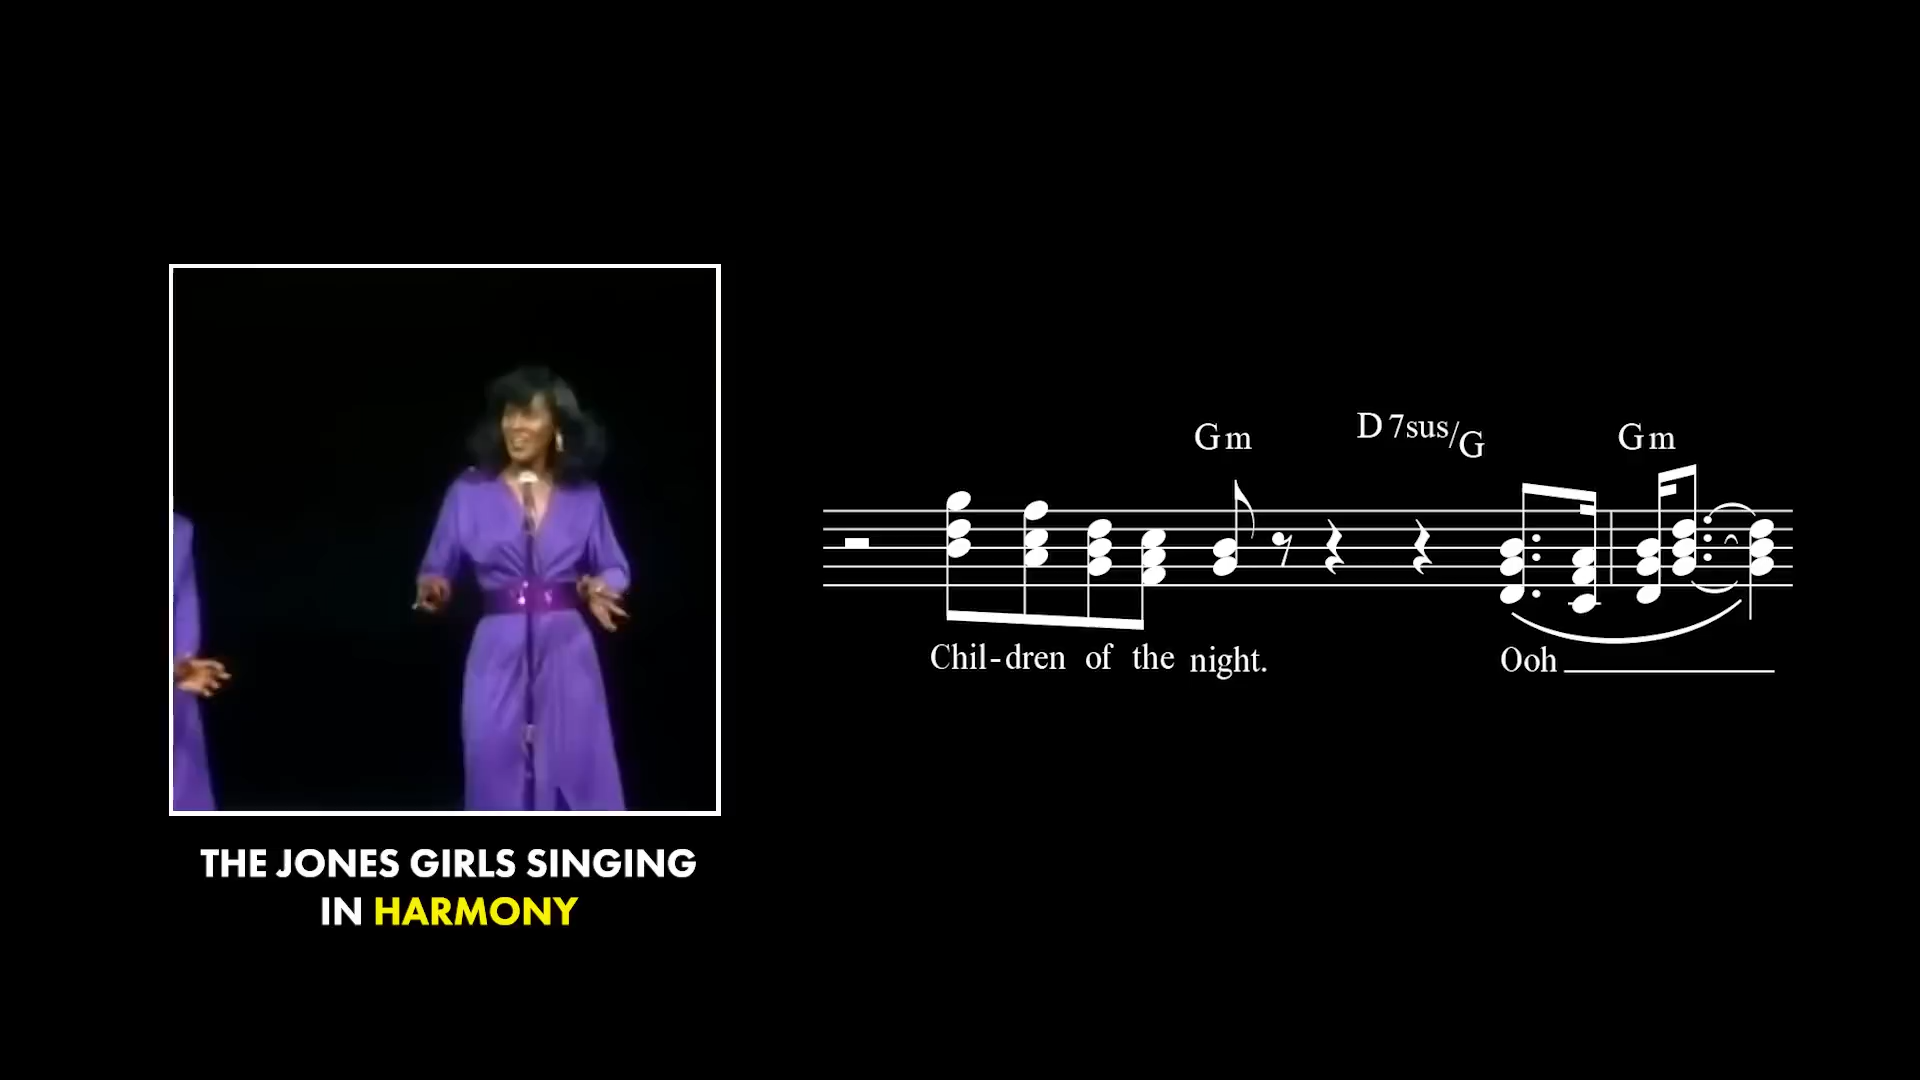 Gm D7sus/G Gm
Chil-dren of the night. Ooh
THE JONES GIRLS SINGING
IN HARMONY